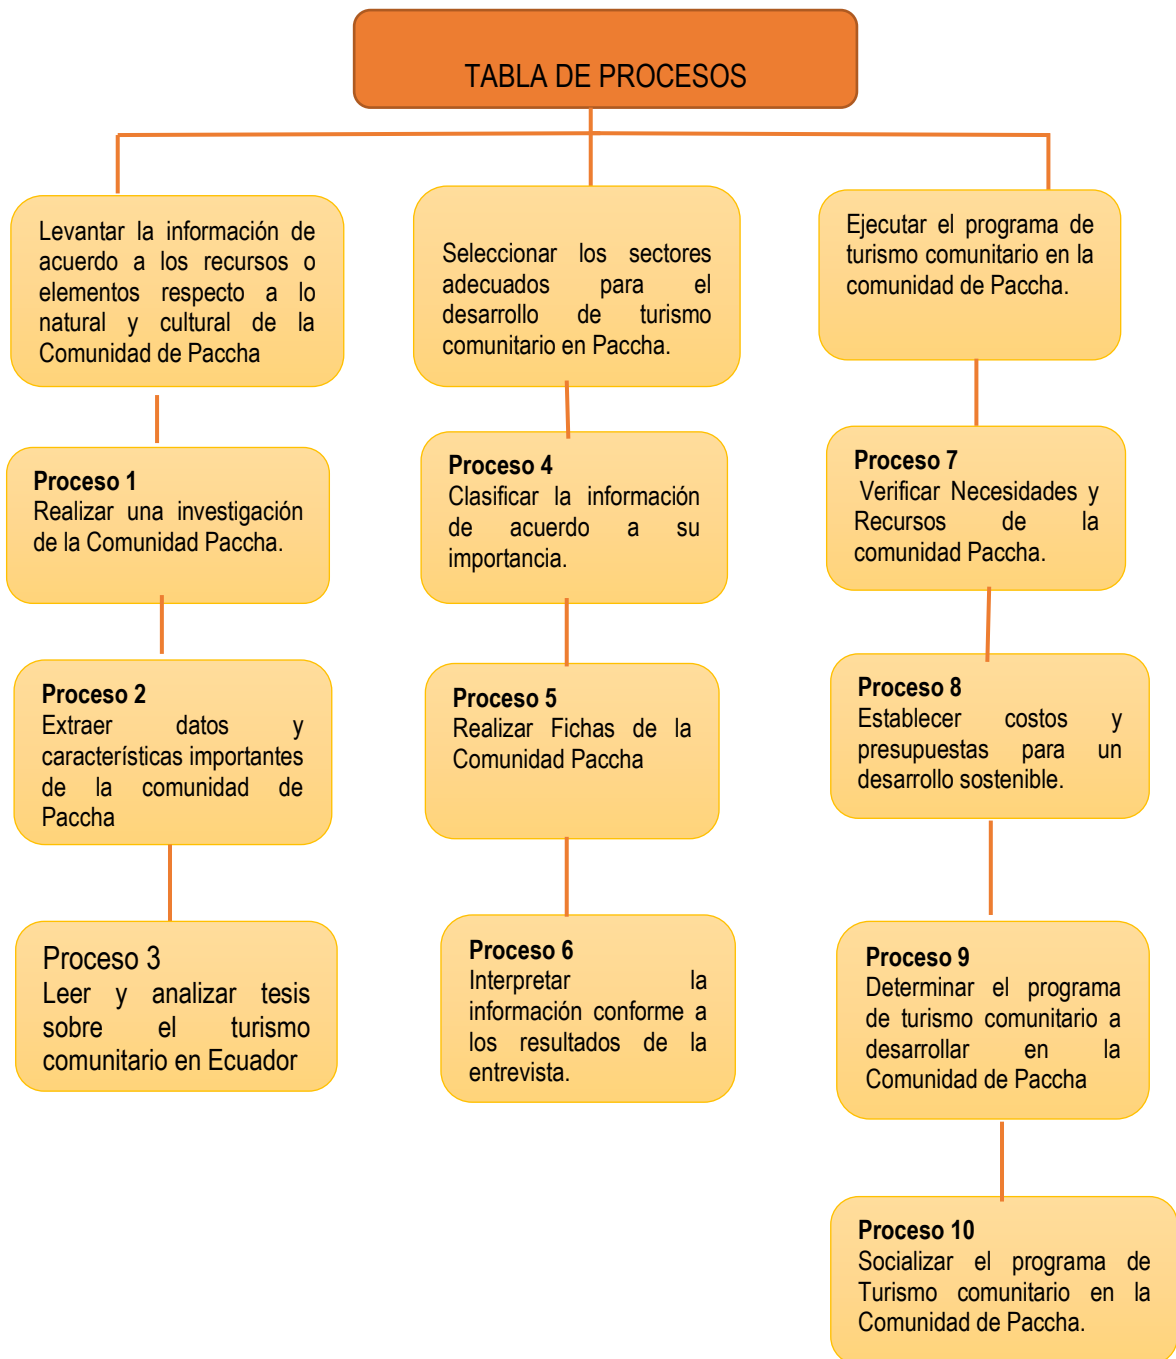 TABLA DE PROCESOS
Levantar la información de
acuerdo a los recursos o
elementos respecto a lo
natural y cultural de la
Comunidad de Paccha
Proceso 1
Realizar una investigación
de la Comunidad Paccha.
Proceso 2
Extraer datos y
características importantes
de la comunidad de
Paccha
Proceso 3
Leer y analizar tesis
sobre el turismo
comunitario en Ecuador
Seleccionar los sectores
adecuados para el
desarrollo de turismo
comunitario en Paccha.
Proceso 4
Clasificar la información
de acuerdo a su
importancia.
Proceso 5
Realizar Fichas de la
Comunidad Paccha
Proceso 6
Interpretar la
información conforme a
los resultados de la
entrevista.
Ejecutar el programa de
turismo comunitario en la
comunidad de Paccha.
Proceso 7
Verificar Necesidades y
Recursos de la
comunidad Paccha.
Proceso 8
Establecer costos y
presupuestas para un
desarrollo sostenible.
Proceso 9
Determinar el programa
de turismo comunitario a
desarrollar en la
Comunidad de Paccha
Proceso 10
Socializar el programa de
Turismo comunitario en la
Comunidad de Paccha.